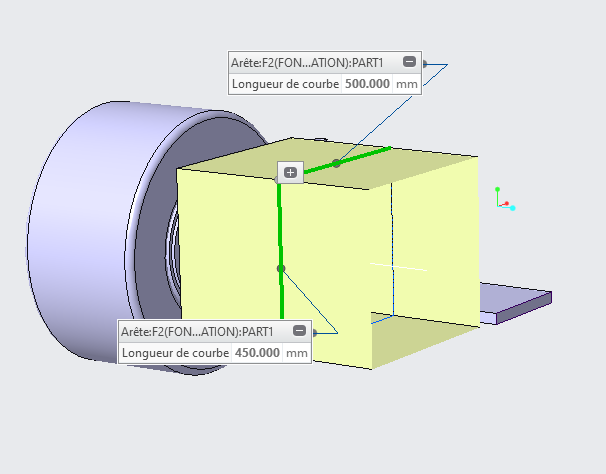 Arête:F2(FON...ATION):PART1
Longueur de courbe 500.000 mm
Arête:F2(FON...ATION):PART1
Longueur de courbe 450.000 mm